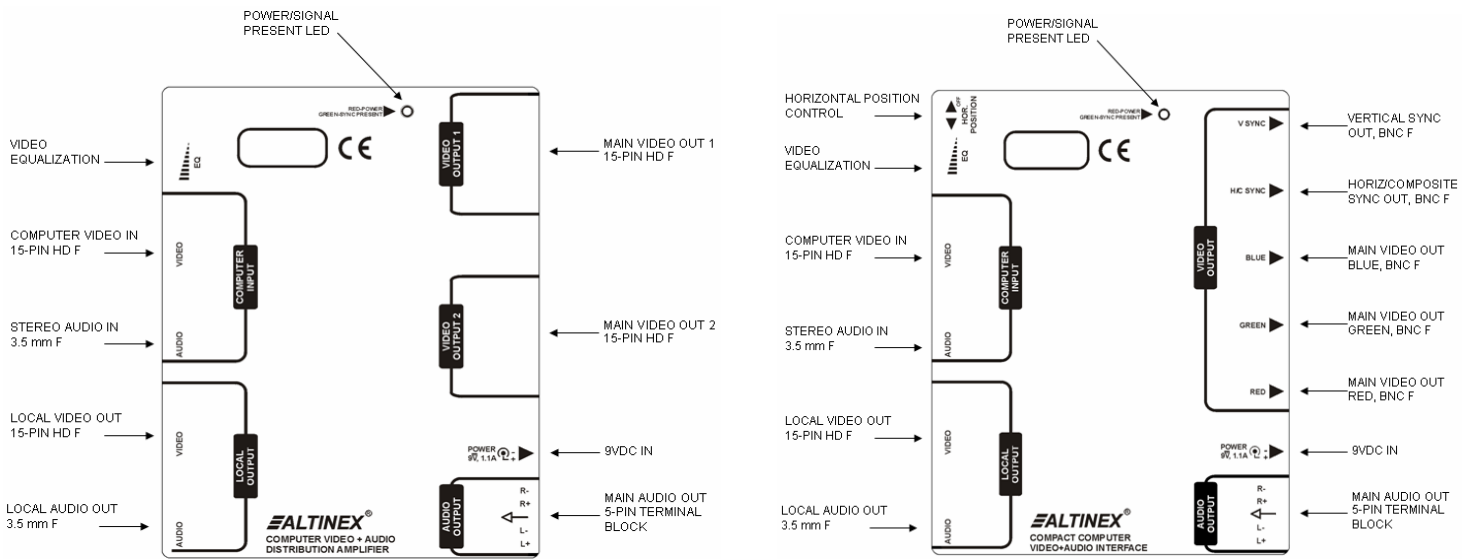 POWER/SIGNAL
PRESENT LED
RED-POWER
GREEN-SYNC PRESENT
VIDEO
EQUALIZATION
EQ
CE
VIDEO
OUTPUT 1
MAIN VIDEO OUT 1
15-PIN HD F
COMPUTER VIDEO IN
15-PIN HD F
VIDEO
COMPUTER
INPUT
STEREO AUDIO IN
3.5 mm F
AUDIO
VIDEO
OUTPUT 2
MAIN VIDEO OUT 2
15-PIN HD F
LOCAL VIDEO OUT
15-PIN HD F
VIDEO
LOCAL
OUTPUT
LOCAL AUDIO OUT
3.5 mm F
AUDIO
POWER
9V, 1.1A
- +
9VDC IN
AUDIO
OUTPUT
R-
R+
L-
L+
MAIN AUDIO OUT
5-PIN TERMINAL
BLOCK
ALTINEX®
COMPUTER VIDEO + AUDIO
DISTRIBUTION AMPLIFIER
POWER/SIGNAL
PRESENT LED
RED-POWER
GREEN-SYNC PRESENT
HORIZONTAL POSITION
CONTROL
OFF
HOR.
POSITION
VIDEO
EQUALIZATION
EQ
CE
COMPUTER VIDEO IN
15-PIN HD F
VIDEO
COMPUTER
INPUT
STEREO AUDIO IN
3.5 mm F
AUDIO
LOCAL VIDEO OUT
15-PIN HD F
VIDEO
LOCAL
OUTPUT
LOCAL AUDIO OUT
3.5 mm F
AUDIO
VIDEO
OUTPUT
V SYNC
VERTICAL SYNC
OUT, BNC F
H/C SYNC
HORIZ/COMPOSITE
SYNC OUT, BNC F
BLUE
MAIN VIDEO OUT
BLUE, BNC F
GREEN
MAIN VIDEO OUT
GREEN, BNC F
RED
MAIN VIDEO OUT
RED, BNC F
POWER
9V, 1.1A
- +
9VDC IN
AUDIO
OUTPUT
R-
R+
L-
L+
MAIN AUDIO OUT
5-PIN TERMINAL
BLOCK
ALTINEX®
COMPACT COMPUTER
VIDEO+AUDIO INTERFACE